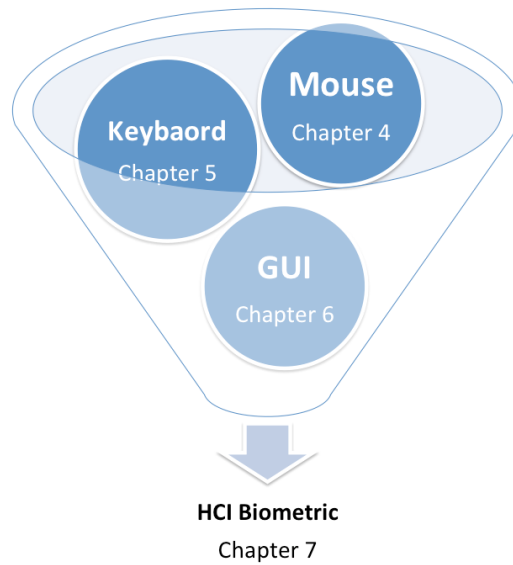 Mouse
Chapter 4
Keybaord
Chapter 5
GUI
Chapter 6
HCI Biometric
Chapter 7